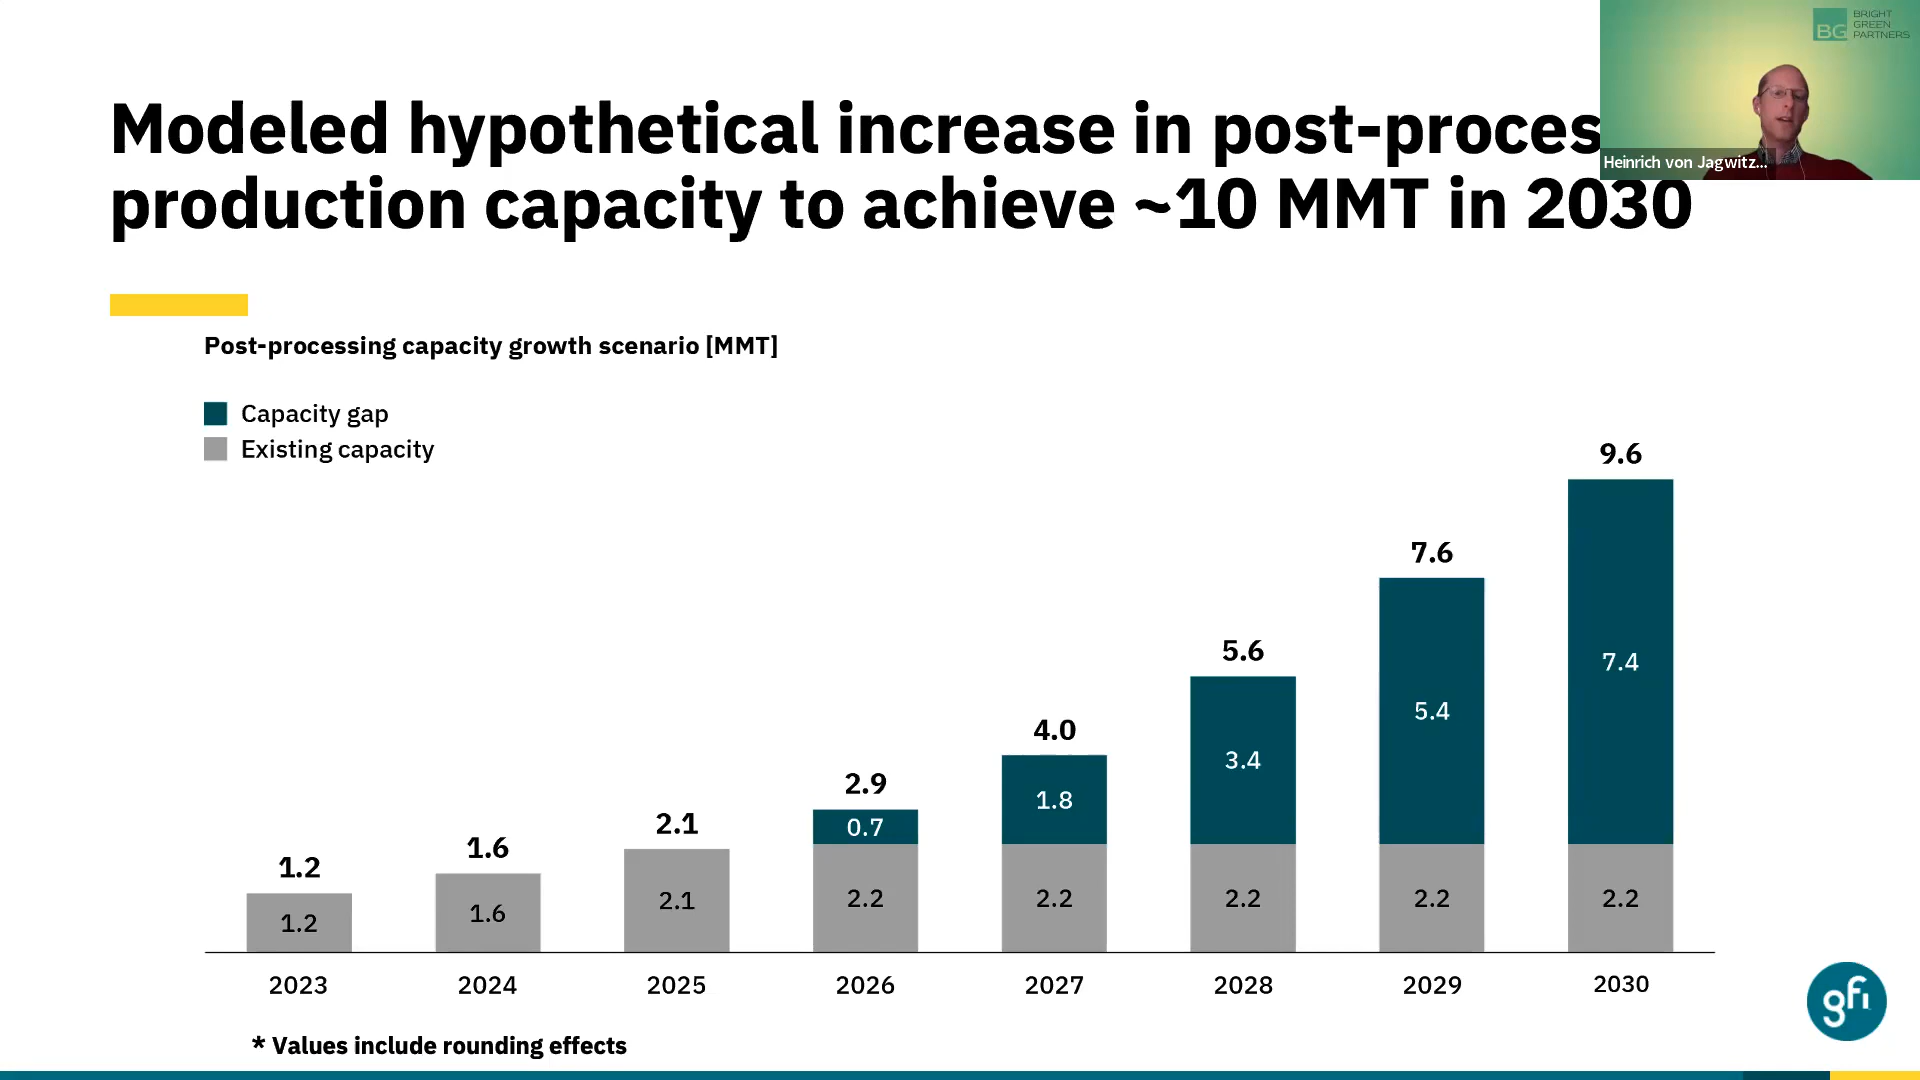 BG BRIGHT
GREEN
PARTNERS
Modeled hypothetical increase in post-proces
Heinrich von Jagwitz...
production capacity to achieve ~10 MMT in 2030
Post-processing capacity growth scenario [MMT]
Capacity gap
Existing capacity
9.6
7.6
5.6
4.0
2.9
2.1
1.6
1.2
7.4
5.4
3.4
1.8
0.7
1.2
1.6
2.1
2.2
2.2
2.2
2.2
2.2
2023
2024
2025
2026
2027
2028
2029
2030
gfi
* Values include rounding effects